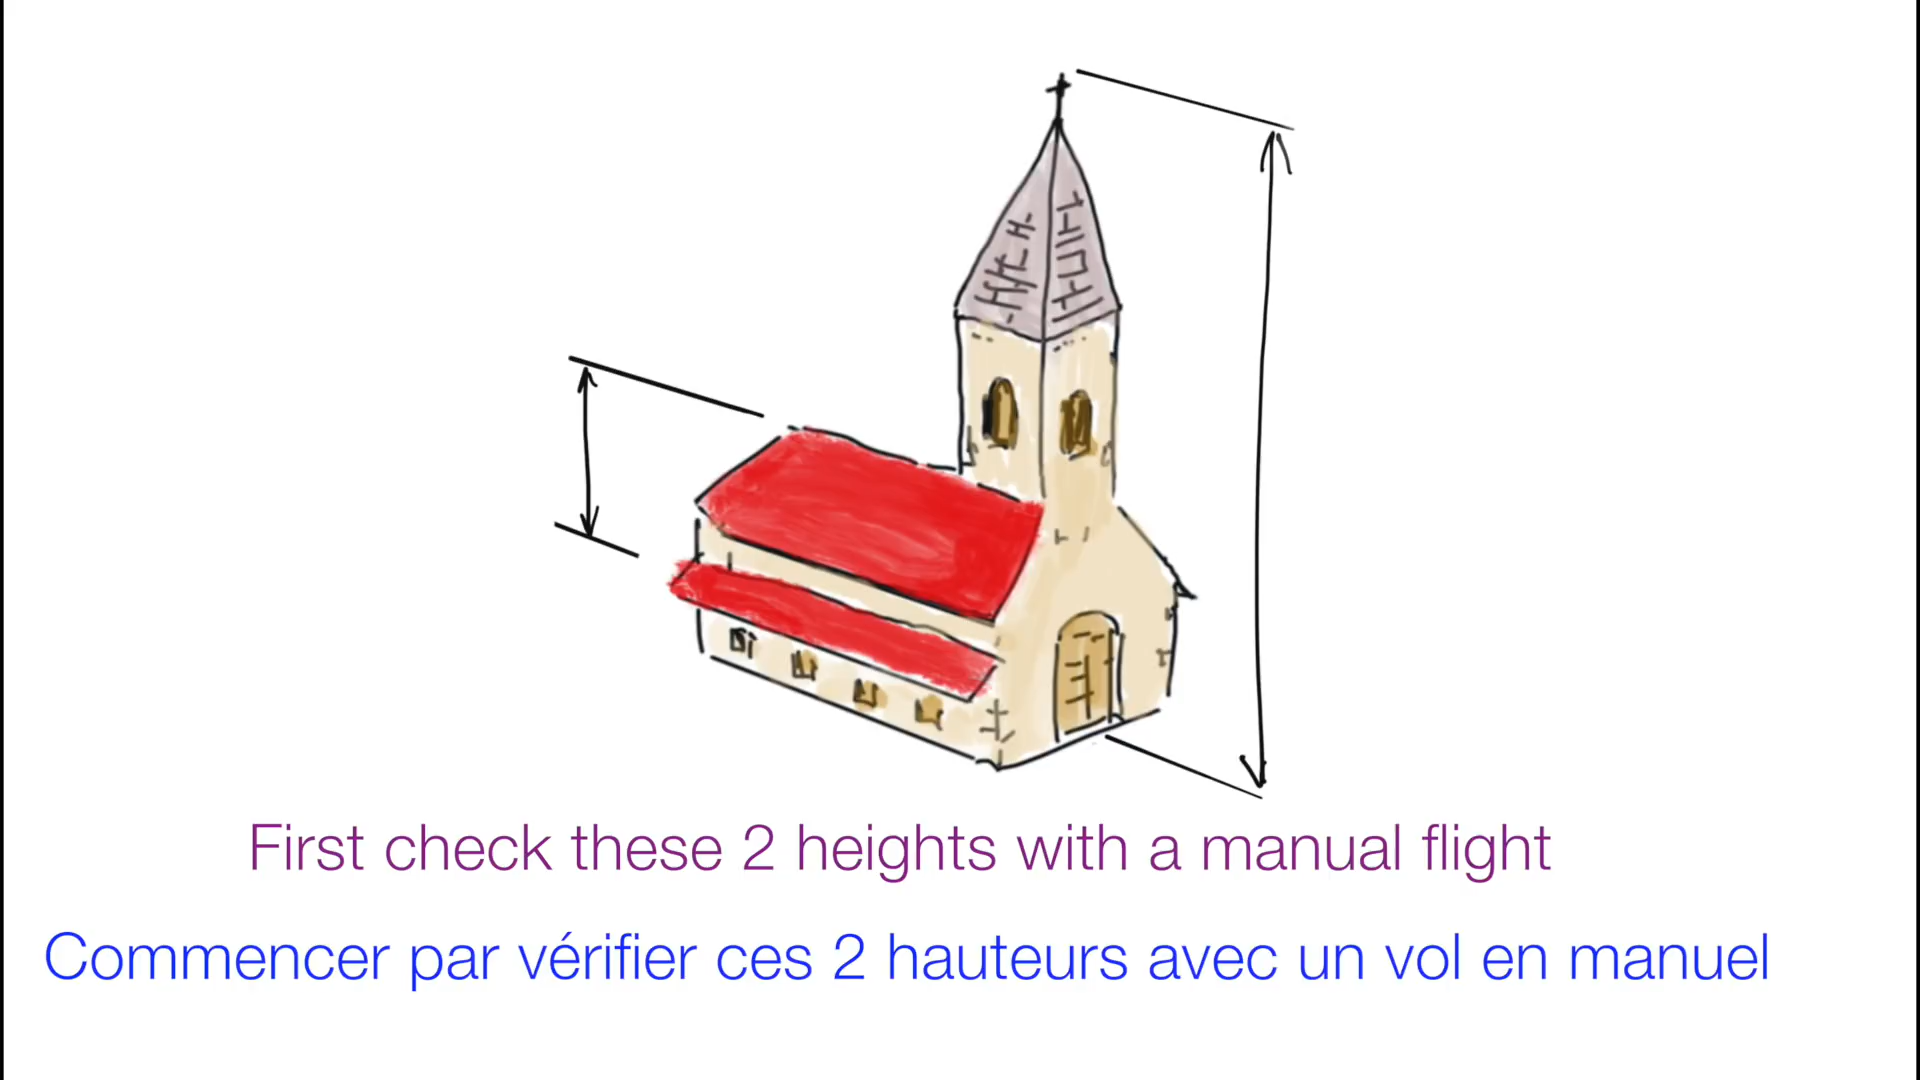 First check these 2 heights with a manual flight
Commencer par vérifier ces 2 hauteurs avec un vol en manuel